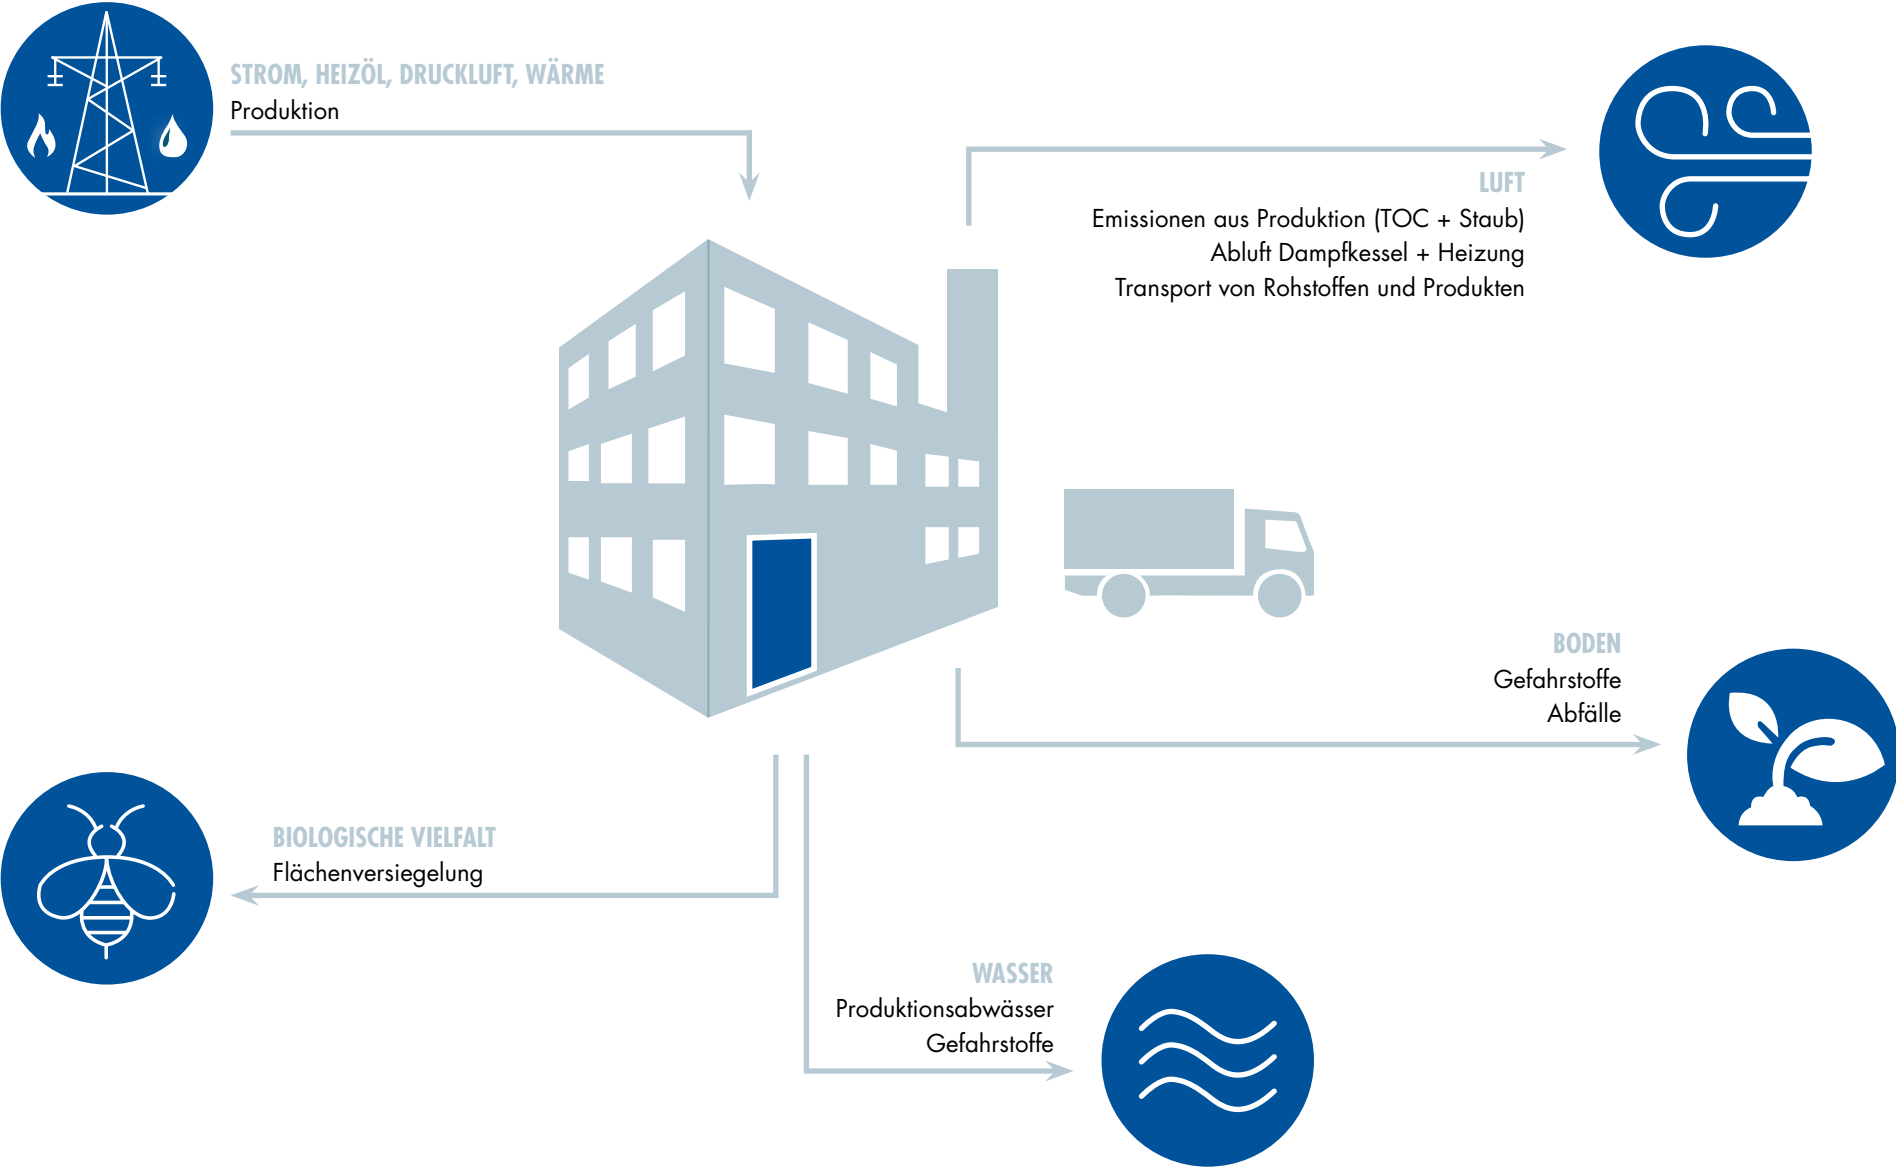 STROM, HEIZÖL, DRUCKLUFT, WÄRME
Produktion
LUFT
Emissionen aus Produktion (TOC + Staub)
Abluft Dampfkessel + Heizung
Transport von Rohstoffen und Produkten
BODEN
Gefahrstoffe
Abfälle
BIOLOGISCHE VIELFALT
Flächenversiegelung
WASSER
Produktionsabwässer
Gefahrstoffe